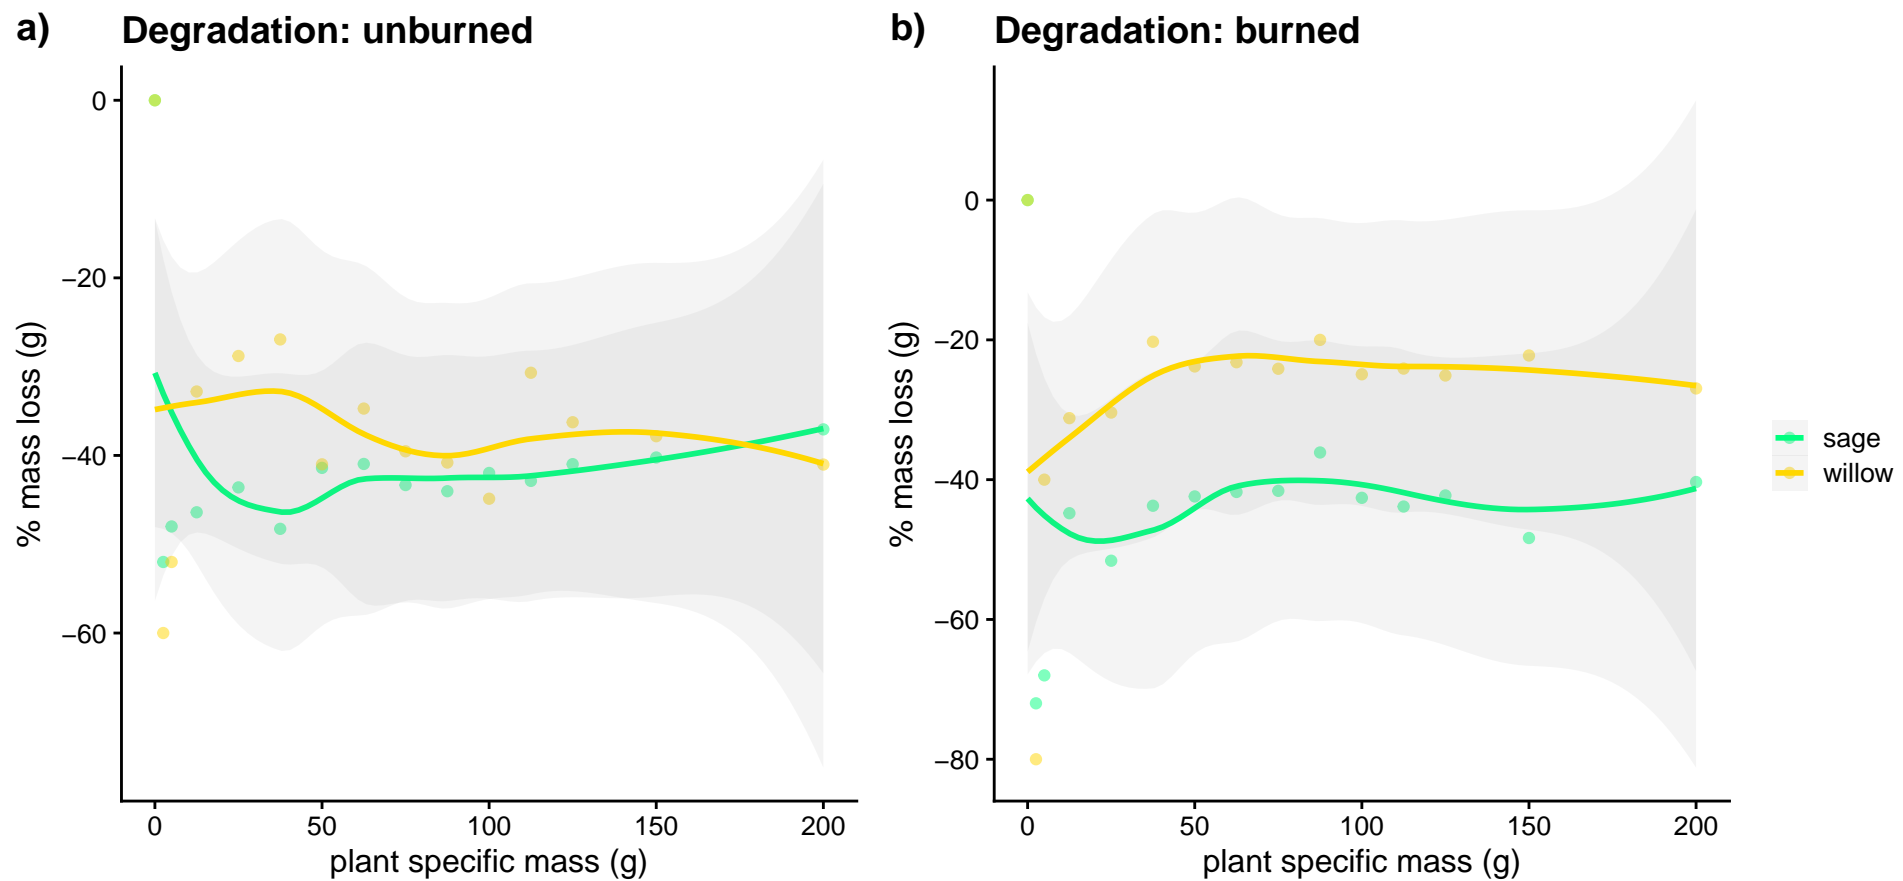 a)
Degradation: unburned
0
−20
−40
−60
% mass loss (g)
0 50 100 150 200
plant specific mass (g)
b)
Degradation: burned
0
−20
−40
−60
−80
% mass loss (g)
0 50 100 150 200
plant specific mass (g)
sage
willow